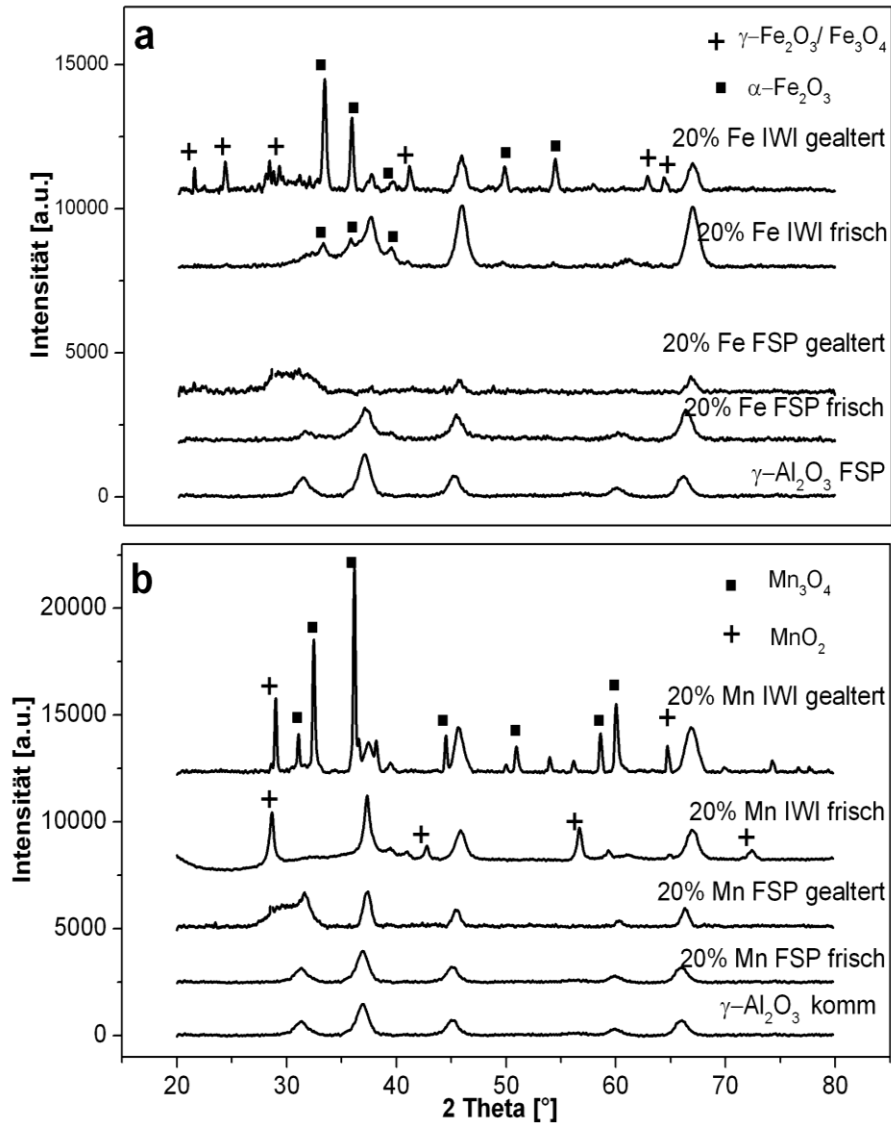 a
+ γ–Fe₂O₃/ Fe₃O₄
■ α–Fe₂O₃
15000
20% Fe IWI gealtert
10000
20% Fe IWI frisch
20% Fe FSP gealtert
5000
20% Fe FSP frisch
γ–Al₂O₃ FSP
0
Intensität [a.u.]
b
■ Mn₃O₄
+ MnO₂
20000
20% Mn IWI gealtert
15000
20% Mn IWI frisch
10000
20% Mn FSP gealtert
5000
20% Mn FSP frisch
γ–Al₂O₃ komm
0
Intensität [a.u.]
20 30 40 50 60 70 80
2 Theta [°]